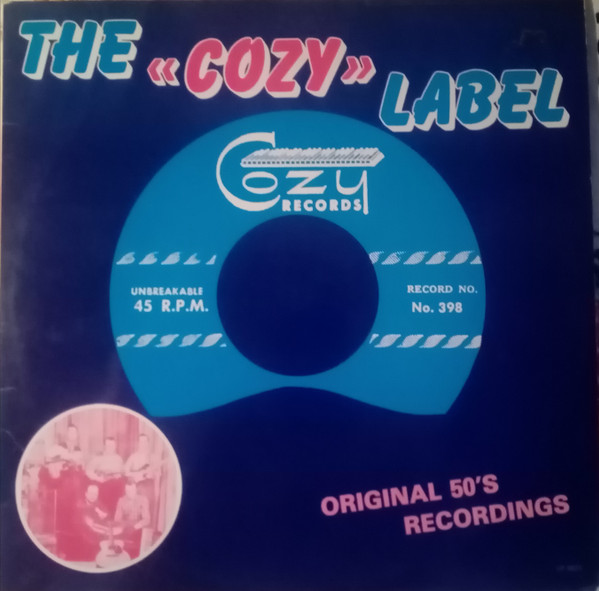 THE «COZY» LABEL
Cozy
RECORDS
UNBREAKABLE
45 R.P.M.
RECORD NO.
No. 398
ORIGINAL 50'S
RECORDINGS